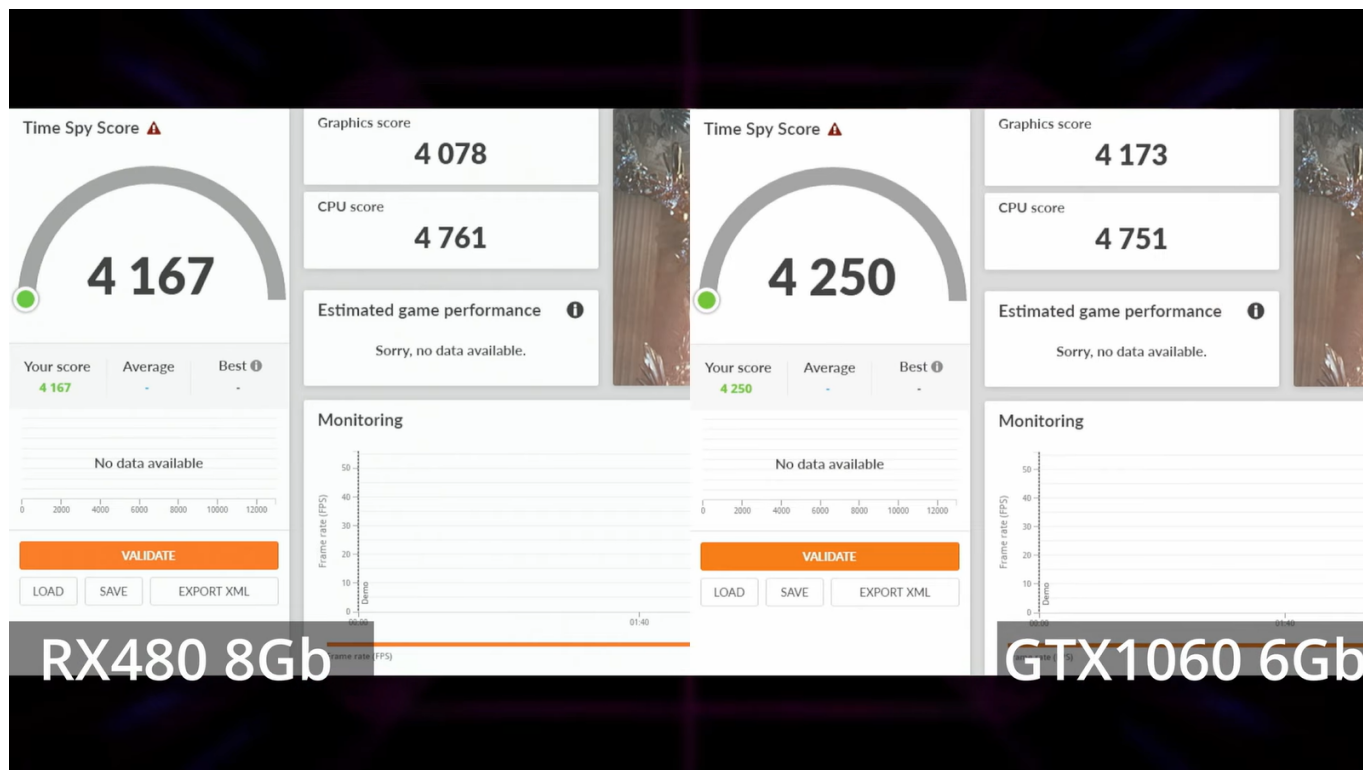 Time Spy Score
Graphics score
4 078
CPU score
4 761
4 167
Estimated game performance
Sorry, no data available.
Your score Average Best
4 167 - -
No data available
0 2000 4000 6000 8000 10000 12000
VALIDATE
LOAD SAVE EXPORT XML
Monitoring
Frame rate (FPS)
50
40
30
20
10
0
Demo
00:00 01:40
Frame rate (FPS)
RX480 8Gb
Time Spy Score
Graphics score
4 173
CPU score
4 751
4 250
Estimated game performance
Sorry, no data available.
Your score Average Best
4 250 - -
No data available
0 2000 4000 6000 8000 10000 12000
VALIDATE
LOAD SAVE EXPORT XML
Monitoring
Frame rate (FPS)
50
40
30
20
10
0
Demo
00:00 01:40
GTX1060 6Gb